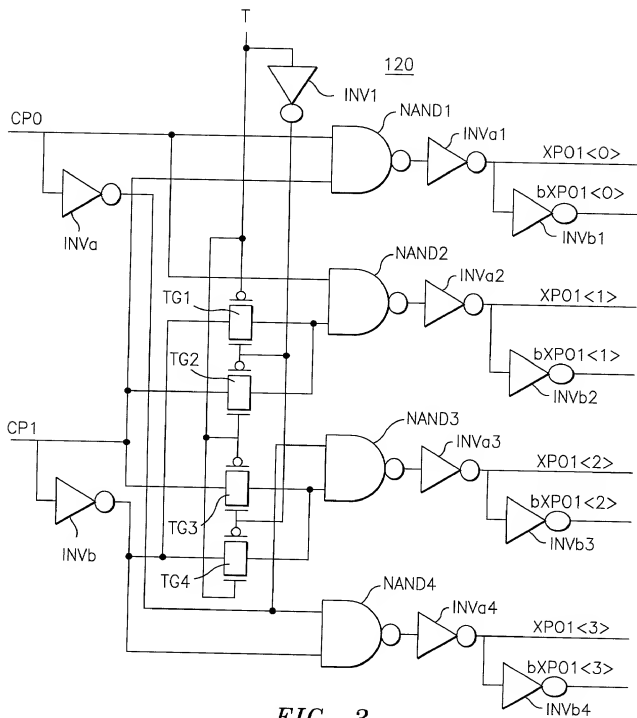 T
120
INV1
CP0
NAND1
INVa1
XP01<0>
bXP01<0>
INVb1
INVa
NAND2
INVa2
TG1
XP01<1>
bXP01<1>
INVb2
TG2
CP1
NAND3
INVa3
XP01<2>
bXP01<2>
INVb3
INVb
TG3
TG4
NAND4
INVa4
XP01<3>
bXP01<3>
INVb4
FIG. 3